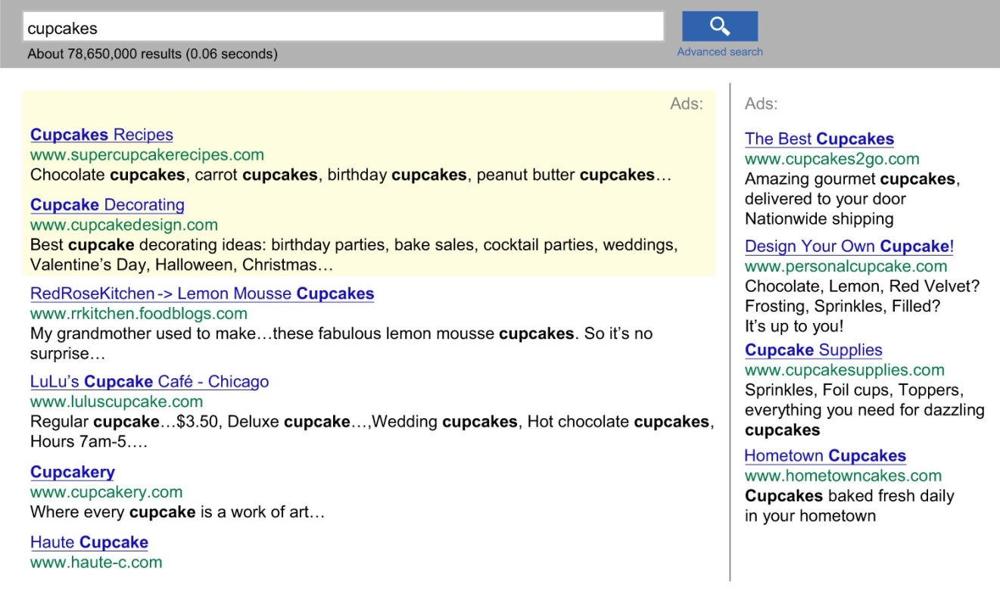 cupcakes
About 78,650,000 results (0.06 seconds)
Advanced search
Ads:
Cupcakes Recipes
www.supercupcakerecipes.com
Chocolate cupcakes, carrot cupcakes, birthday cupcakes, peanut butter cupcakes…
Cupcake Decorating
www.cupcakedesign.com
Best cupcake decorating ideas: birthday parties, bake sales, cocktail parties, weddings,
Valentine’s Day, Halloween, Christmas…
RedRoseKitchen -> Lemon Mousse Cupcakes
www.rrkitchen.foodblogs.com
My grandmother used to make…these fabulous lemon mousse cupcakes. So it’s no
surprise…
LuLu’s Cupcake Café - Chicago
www.luluscupcake.com
Regular cupcake…$3.50, Deluxe cupcake…,Wedding cupcakes, Hot chocolate cupcakes,
Hours 7am-5….
Cupcakery
www.cupcakery.com
Where every cupcake is a work of art…
Haute Cupcake
www.haute-c.com
Ads:
The Best Cupcakes
www.cupcakes2go.com
Amazing gourmet cupcakes,
delivered to your door
Nationwide shipping
Design Your Own Cupcake!
www.personalcupcake.com
Chocolate, Lemon, Red Velvet?
Frosting, Sprinkles, Filled?
It’s up to you!
Cupcake Supplies
www.cupcakesupplies.com
Sprinkles, Foil cups, Toppers,
everything you need for dazzling
cupcakes
Hometown Cupcakes
www.hometowncakes.com
Cupcakes baked fresh daily
in your hometown